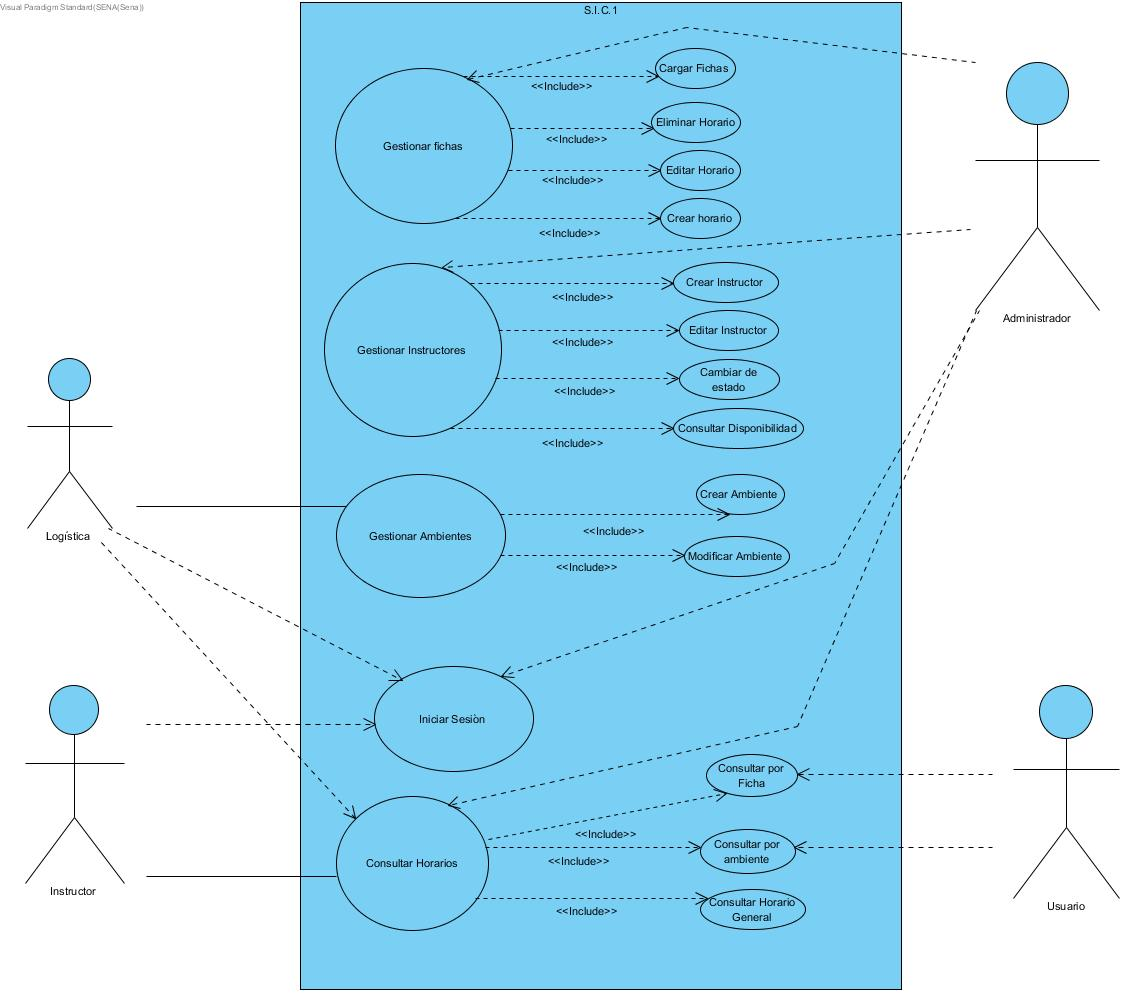 Visual Paradigm Standard(SENA(Sena))
S.I.C.1
Cargar Fichas
<<Include>>
Eliminar Horario
<<Include>>
Gestionar fichas
Editar Horario
<<Include>>
Crear horario
<<Include>>
Crear Instructor
<<Include>>
Administrador
Editar Instructor
<<Include>>
Gestionar Instructores
Cambiar de
estado
<<Include>>
Consultar Disponibilidad
<<Include>>
Crear Ambiente
<<Include>>
Logística
Gestionar Ambientes
Modificar Ambiente
<<Include>>
Iniciar Sesiòn
Consultar por
Ficha
<<Include>>
Consultar por
ambiente
<<Include>>
Consultar Horarios
Instructor
Consultar Horario
General
<<Include>>
Usuario